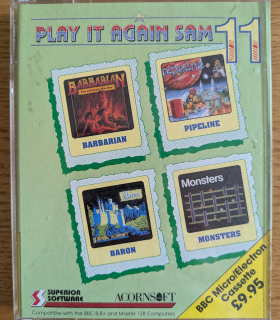 PLAY IT AGAIN SAM 11
BARBARIAN
BARBARIAN
PIPELINE
Monsters
BARON
MONSTERS
BBC Micro/Electron
Cassette
£9.95
SUPERIOR
SOFTWARE
ACORNSOFT
Compatible with the BBC B,B+ and Master 128 Computers